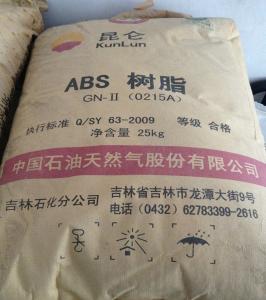 昆仑
KunLun
ABS 树脂
GN-Ⅱ (0215A)
执行标准 Q/SY 63-2009 等级 合格
净含量 25kg
中国石油天然气股份有限公司
吉林石化分公司
吉林省吉林市龙潭大街9号
电话(0432) 62783399-2616